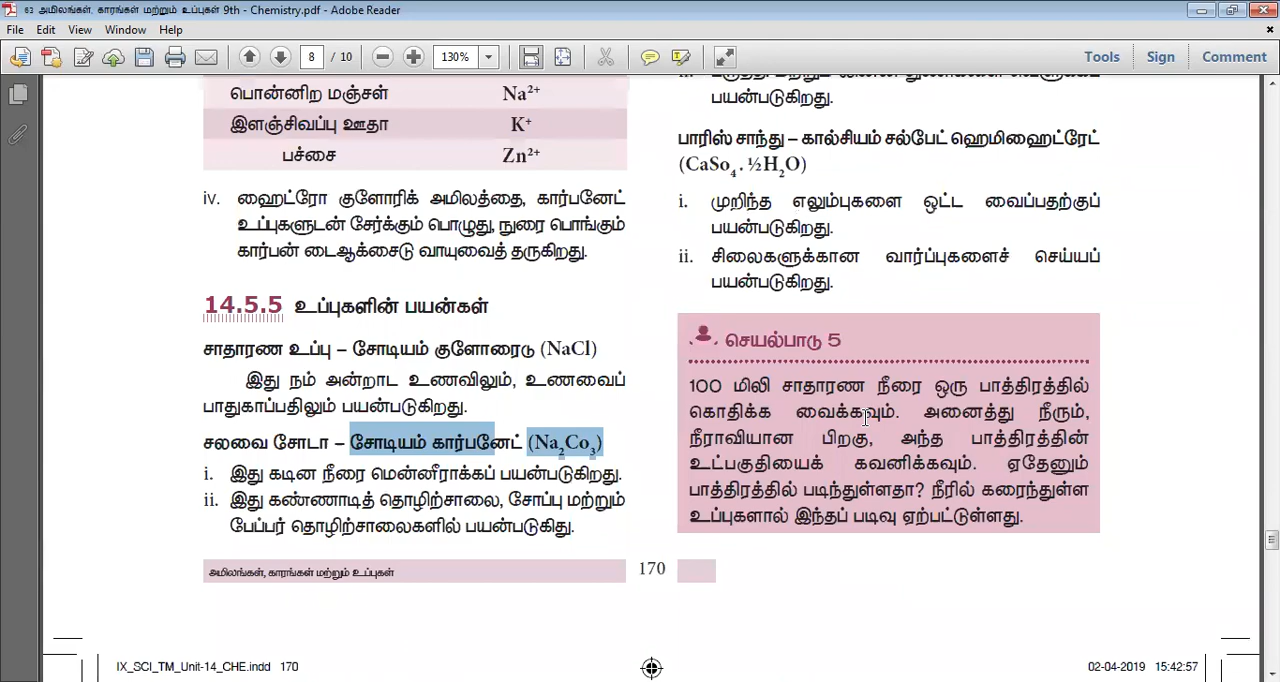 63 அமிலங்கள், காரங்கள் மற்றும் உப்புகள் 9th - Chemistry.pdf - Adobe Reader
File Edit View Window Help
8 / 10 130% Tools Sign Comment
பொன்னிற மஞ்சள் Na²⁺
இளஞ்சிவப்பு ஊதா K⁺
பச்சை Zn²⁺
iv. ஹைட்ரோ குளோரிக் அமிலத்தை, கார்பனேட்
உப்புகளுடன் சேர்க்கும் பொழுது, நுரை பொங்கும்
கார்பன் டைஆக்சைடு வாயுவைத் தருகிறது.
14.5.5 உப்புகளின் பயன்கள்
சாதாரண உப்பு – சோடியம் குளோரைடு (NaCl)
இது நம் அன்றாட உணவிலும், உணவைப்
பாதுகாப்பதிலும் பயன்படுகிறது.
சலவை சோடா – சோடியம் கார்பனேட் (Na₂Co₃)
i. இது கடின நீரை மென்னீராக்கப் பயன்படுகிறது.
ii. இது கண்ணாடித் தொழிற்சாலை, சோப்பு மற்றும்
பேப்பர் தொழிற்சாலைகளில் பயன்படுகிது.
பயன்படுகிறது.
பாரிஸ் சாந்து – கால்சியம் சல்பேட் ஹெமிஹைட்ரேட்
(CaSo₄ . ½H₂O)
i. முறிந்த எலும்புகளை ஒட்ட வைப்பதற்குப்
பயன்படுகிறது.
ii. சிலைகளுக்கான வார்ப்புகளைச் செய்யப்
பயன்படுகிறது.
செயல்பாடு 5
100 மிலி சாதாரண நீரை ஒரு பாத்திரத்தில்
கொதிக்க வைக்கவும். அனைத்து நீரும்,
நீராவியான பிறகு, அந்த பாத்திரத்தின்
உட்பகுதியைக் கவனிக்கவும். ஏதேனும்
பாத்திரத்தில் படிந்துள்ளதா? நீரில் கரைந்துள்ள
உப்புகளால் இந்தப் படிவு ஏற்பட்டுள்ளது.
அமிலங்கள், காரங்கள் மற்றும் உப்புகள் 170
IX_SCI_TM_Unit-14_CHE.indd 170 02-04-2019 15:42:57